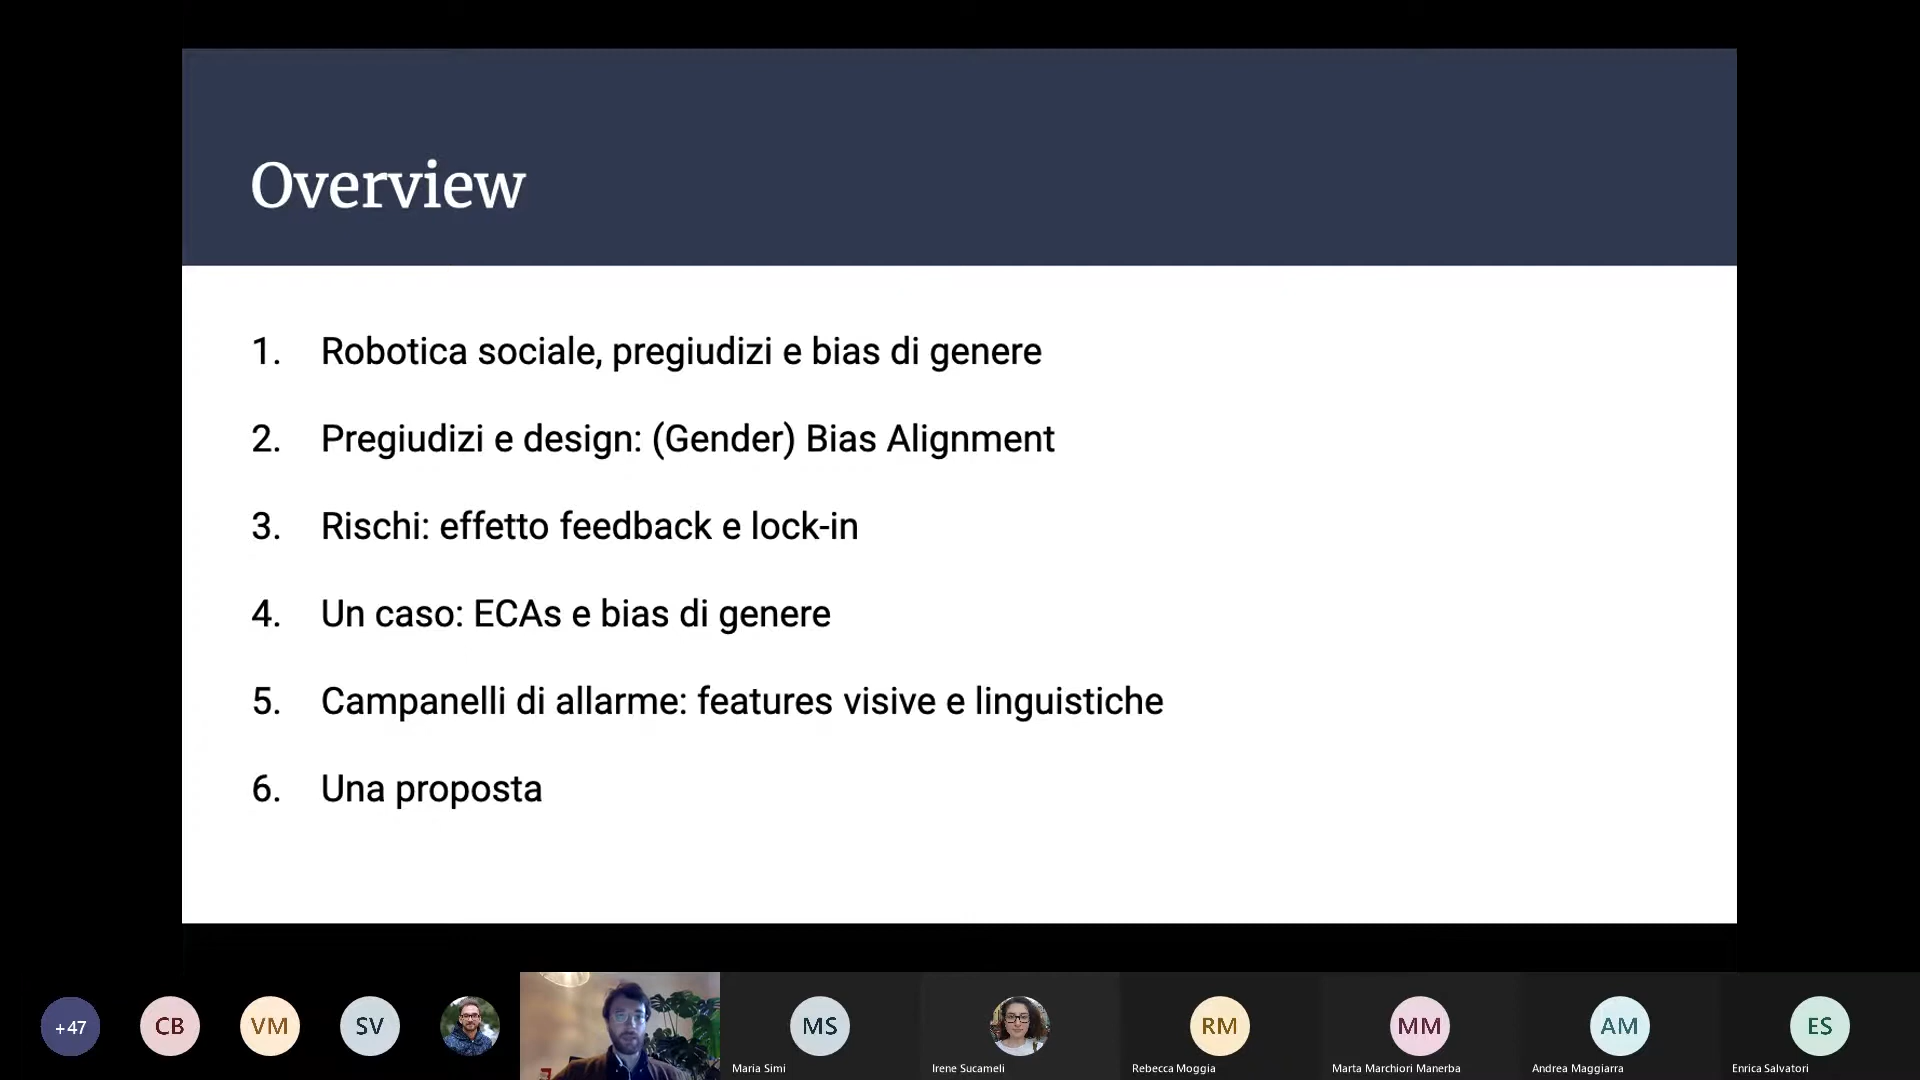 Overview
1. Robotica sociale, pregiudizi e bias di genere
2. Pregiudizi e design: (Gender) Bias Alignment
3. Rischi: effetto feedback e lock-in
4. Un caso: ECAs e bias di genere
5. Campanelli di allarme: features visive e linguistiche
6. Una proposta
+47
CB
VM
SV
MS
RM
MM
AM
ES
Maria Simi
Irene Sucameli
Rebecca Moggia
Marta Marchiori Manerba
Andrea Maggiarra
Enrica Salvatori